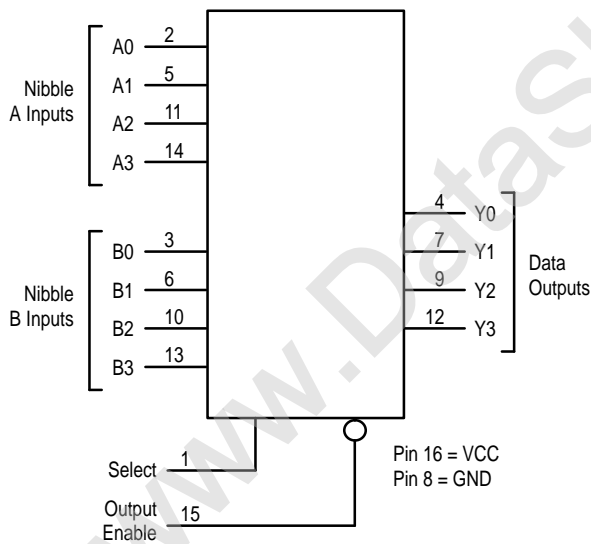 Nibble
A Inputs
A0 2
A1 5
A2 11
A3 14
Nibble
B Inputs
B0 3
B1 6
B2 10
B3 13
4 Y0
7 Y1
9 Y2
12 Y3
Data
Outputs
Select 1
Output
Enable 15
Pin 16 = VCC
Pin 8 = GND
www.DataS